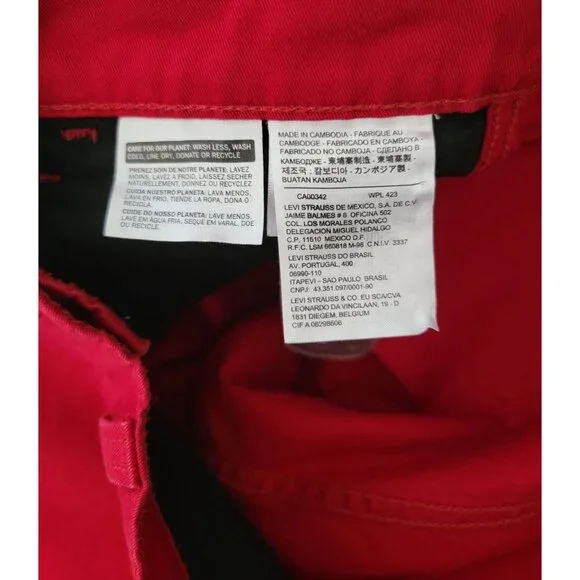 CARE FOR OUR PLANET: WASH LESS, WASH
COLD, LINE DRY, DONATE OR RECYCLE
PRENEZ SOIN DE NOTRE PLANETE: LAVEZ
MOINS, LAVEZ A FROID, LAISSEZ SECHER
NATURELLEMENT, DONNEZ OU RECYCLEZ
CUIDA NUESTRO PLANETA: LAVA MENOS,
LAVA EN FRIO, TIENDE LA ROPA, DONA O
RECICLA
CUIDE DO NOSSO PLANETA: LAVE MENOS,
LAVE EM ÁGUA FRIA, SEQUE EM VARAL, DOE
OU RECICLE
MADE IN CAMBODIA - FABRIQUE AU
CAMBODGE - FABRICADO EN CAMBOYA -
FABRICADO NO CAMBOJA - СДЕЛАНО В
КАМБОДЖЕ - 柬埔寨制造 - 柬埔寨製 -
제조국 : 캄보디아 - カンボジア製 -
BUATAN KAMBOJA
CA00342 WPL 423
LEVI STRAUSS DE MEXICO, S.A. DE C.V
JAIME BALMES # 8 OFICINA 502
COL. LOS MORALES POLANCO
DELEGACION MIGUEL HIDALGO
C.P. 11510 MEXICO D.F.
R.F.C. LSM 660818 M-98 C.N.I.V. 3337
LEVI STRAUSS DO BRASIL
AV. PORTUGAL, 400
06990-110
ITAPEVI - SAO PAULO BRASIL
CNPJ: 43.351.097/0001-90
LEVI STRAUSS & CO. EU SCA/CVA
LEONARDO DA VINCILAAN, 19 - D
1831 DIEGEM, BELGIUM
CIF A 08298606